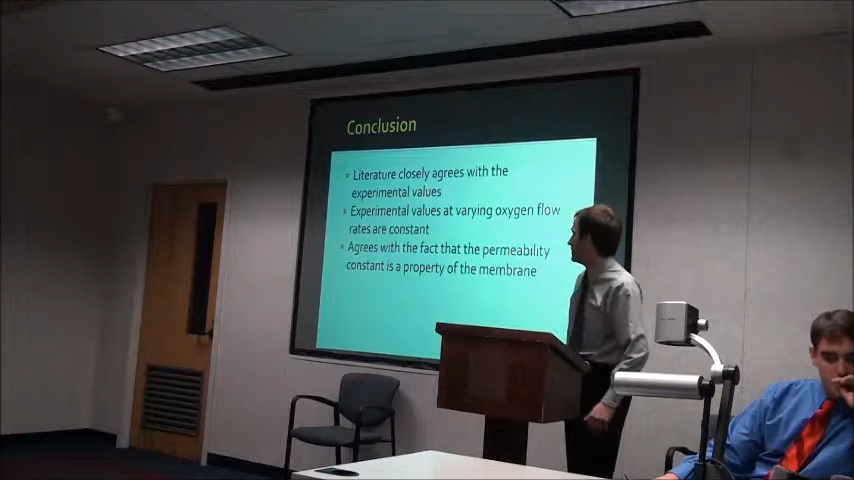 Conclusion
Literature closely agrees with the
experimental values
Experimental values at varying oxygen flow
rates are constant
Agrees with the fact that the permeability
constant is a property of the membrane